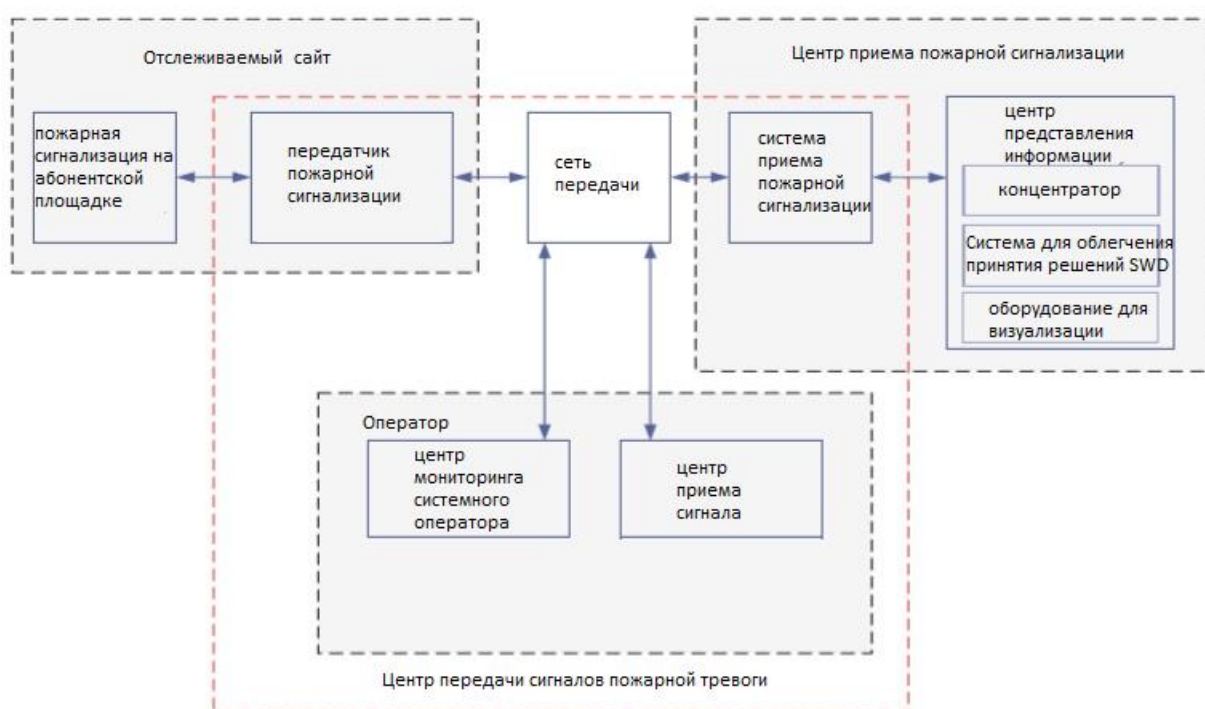 Отслеживаемый сайт
Центр приема пожарной сигнализации
пожарная
сигнализация на
абонентской
площадке
передатчик
пожарной
сигнализации
сеть
передачи
система
приема
пожарной
сигнализации
центр
представления
информации
концентратор
Система для облегчения
принятия решений SWD
оборудование для
визуализации
Оператор
центр
мониторинга
системного
оператора
центр
приема
сигнала
Центр передачи сигналов пожарной тревоги